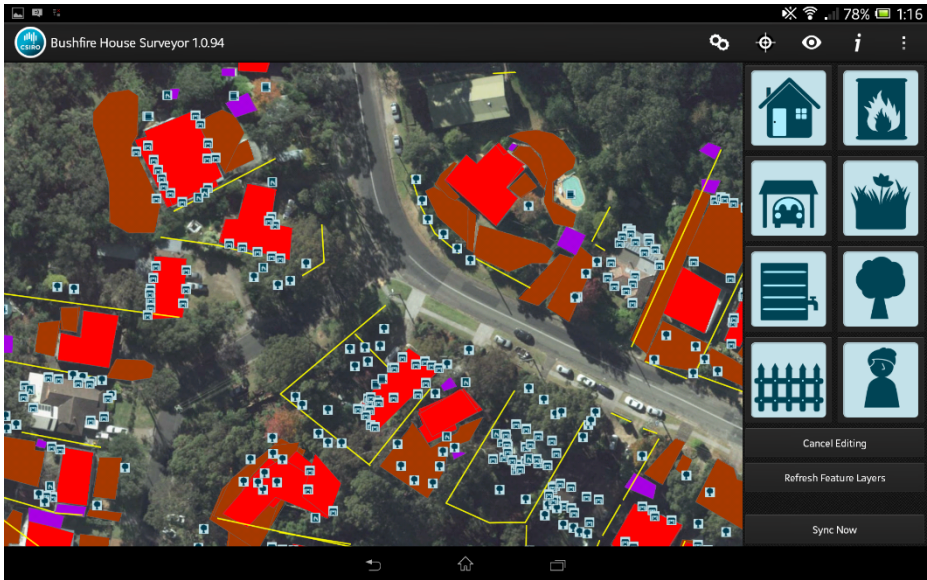 78% 1:16
CSIRO
Bushfire House Surveyor 1.0.94
i
Cancel Editing
Refresh Feature Layers
Sync Now